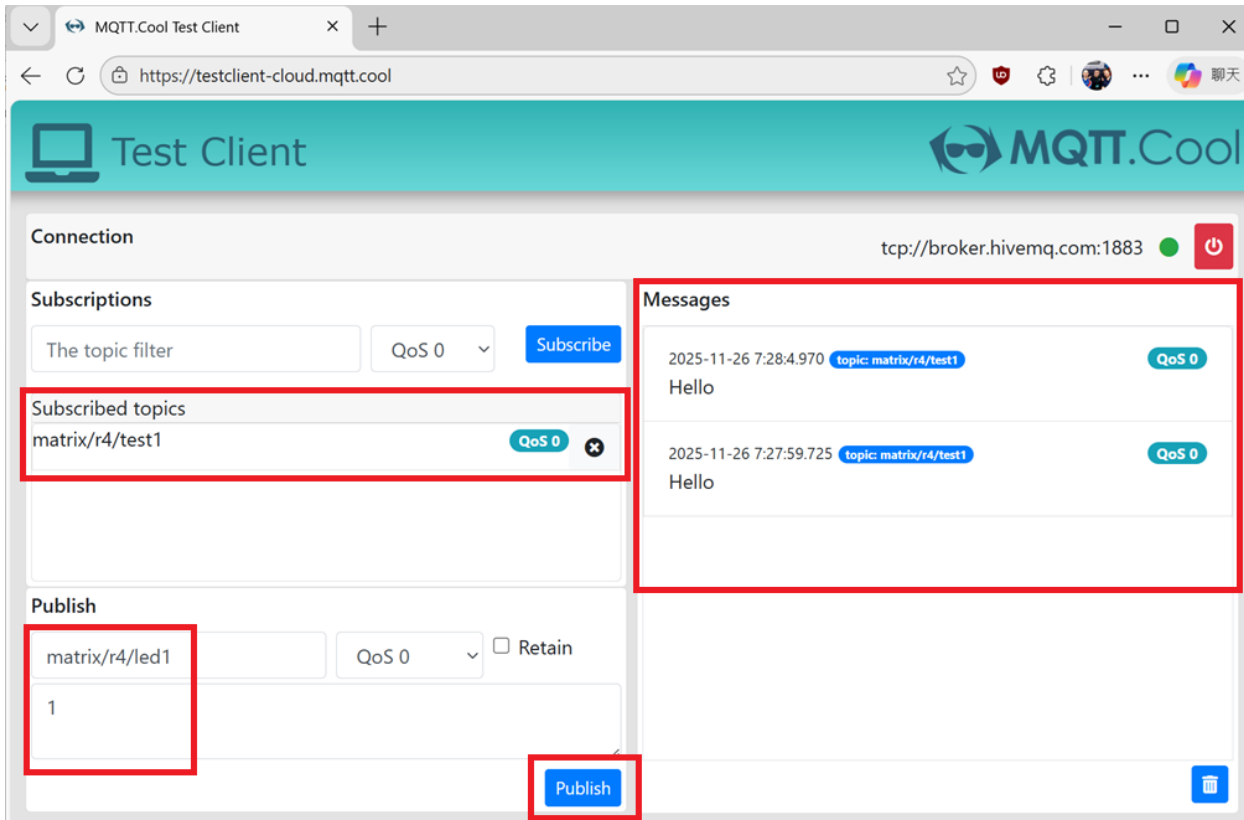 MQTT.Cool Test Client
https://testclient-cloud.mqtt.cool
聊天
Test Client
MQTT.Cool
Connection
tcp://broker.hivemq.com:1883
Subscriptions
The topic filter
QoS 0
Subscribe
Subscribed topics
matrix/r4/test1
QoS 0
Publish
matrix/r4/led1
QoS 0
Retain
1
Publish
Messages
2025-11-26 7:28:4.970 topic: matrix/r4/test1 QoS 0
Hello
2025-11-26 7:27:59.725 topic: matrix/r4/test1 QoS 0
Hello